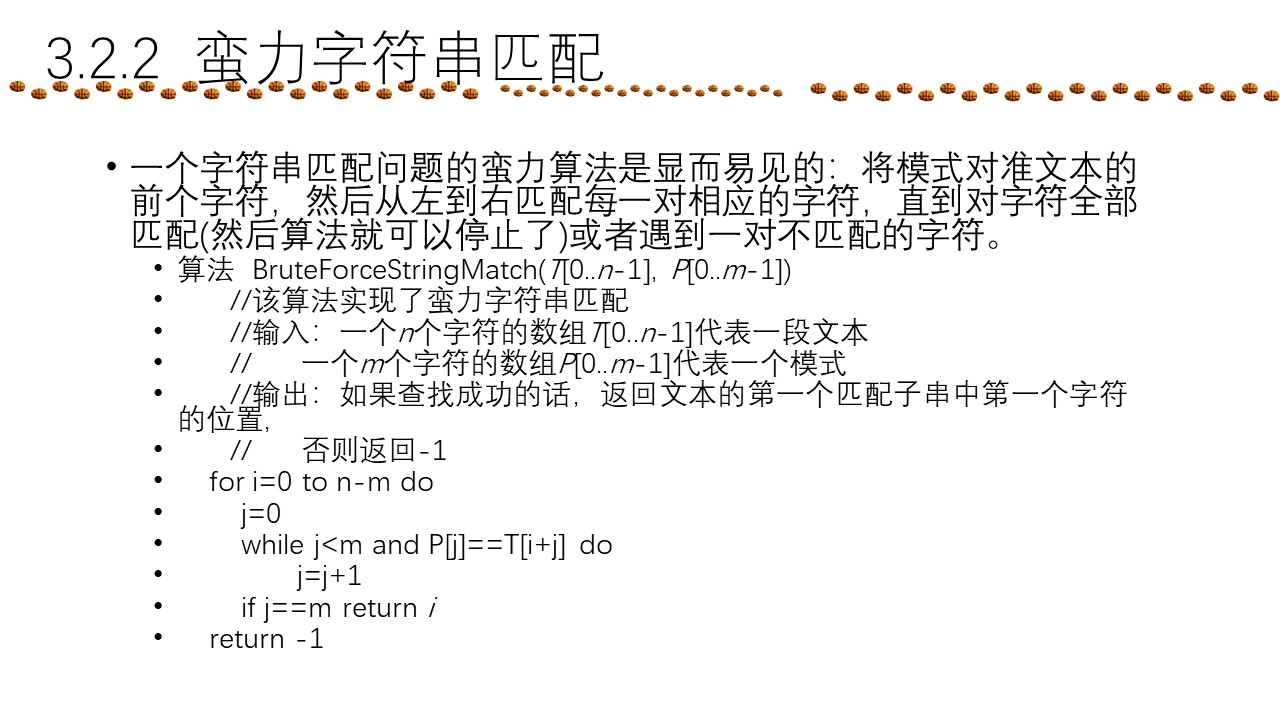 3.2.2 蛮力字符串匹配
• 一个字符串匹配问题的蛮力算法是显而易见的：将模式对准文本的
前个字符，然后从左到右匹配每一对相应的字符，直到对字符全部
匹配(然后算法就可以停止了)或者遇到一对不匹配的字符。
• 算法 BruteForceStringMatch(T[0..n-1], P[0..m-1])
• //该算法实现了蛮力字符串匹配
• //输入：一个n个字符的数组T[0..n-1]代表一段文本
• // 一个m个字符的数组P[0..m-1]代表一个模式
• //输出：如果查找成功的话，返回文本的第一个匹配子串中第一个字符
的位置,
• // 否则返回-1
• for i=0 to n-m do
• j=0
• while j<m and P[j]==T[i+j] do
• j=j+1
• if j==m return i
• return -1